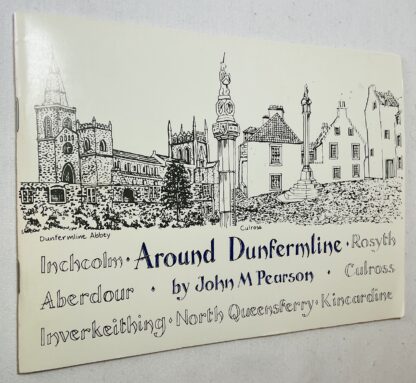 Dunfermline Abbey
Culross
Inchcolm · Around Dunfermline · Rosyth
Aberdour · by John M Pearson · Culross
Inverkeithing · North Queensferry · Kincardine